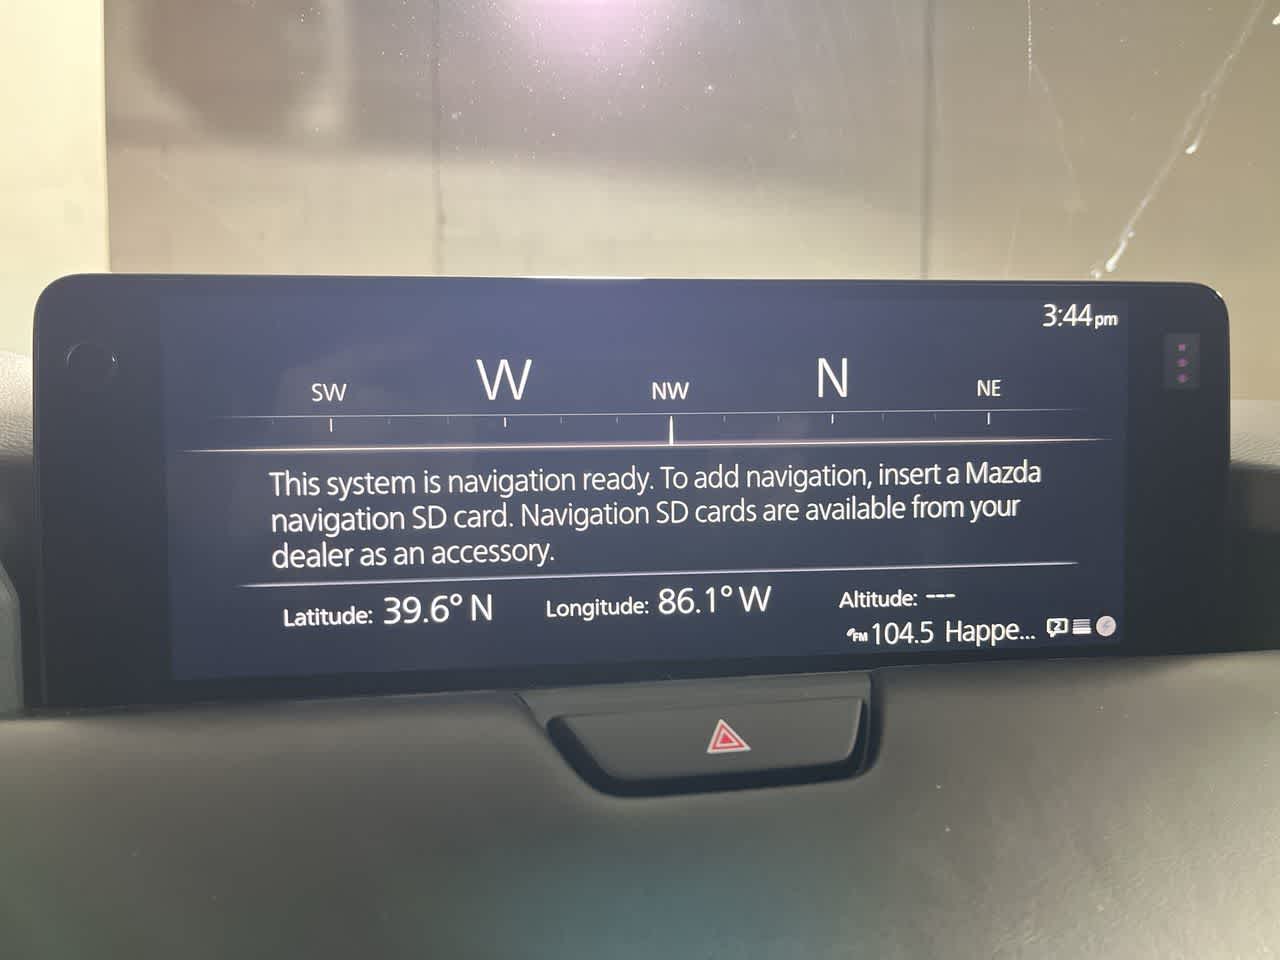 3:44pm
SW W NW N NE
This system is navigation ready. To add navigation, insert a Mazda
navigation SD card. Navigation SD cards are available from your
dealer as an accessory.
Latitude: 39.6° N Longitude: 86.1° W Altitude: ---
FM 104.5 Happe...